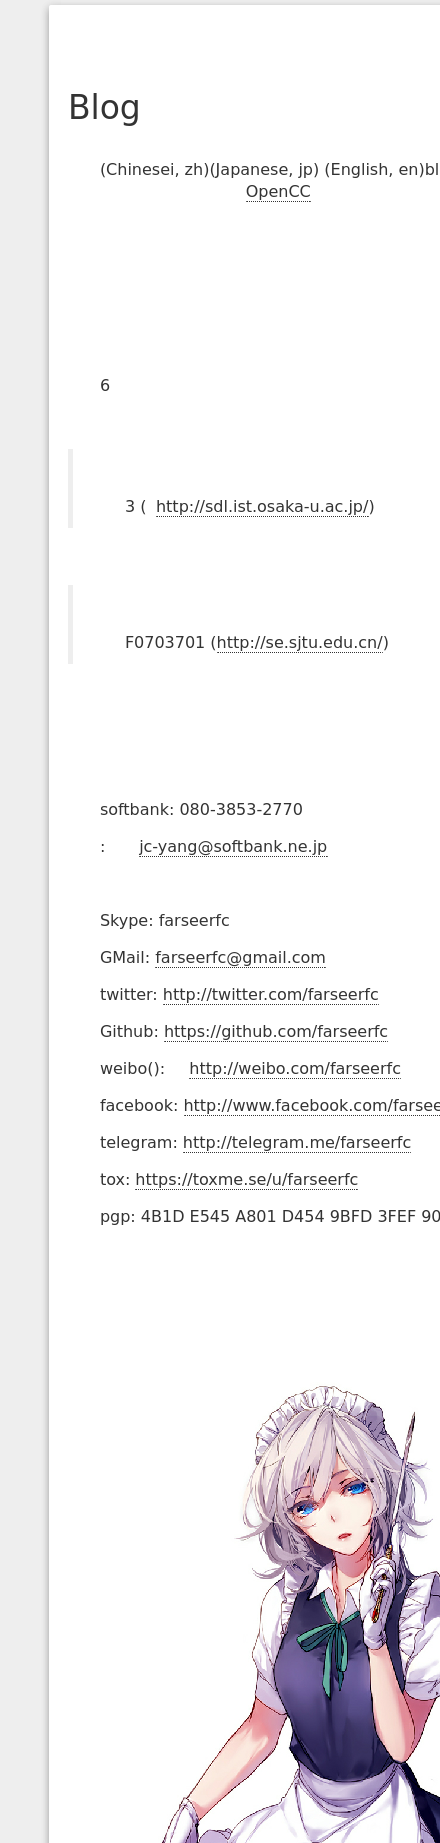 Blog
(Chinesei, zh)(Japanese, jp) (English, en)bl
OpenCC
6
3 ( http://sdl.ist.osaka-u.ac.jp/)
F0703701 (http://se.sjtu.edu.cn/)
softbank: 080-3853-2770
: jc-yang@softbank.ne.jp
Skype: farseerfc
GMail: farseerfc@gmail.com
twitter: http://twitter.com/farseerfc
Github: https://github.com/farseerfc
weibo(): http://weibo.com/farseerfc
facebook: http://www.facebook.com/farsee
telegram: http://telegram.me/farseerfc
tox: https://toxme.se/u/farseerfc
pgp: 4B1D E545 A801 D454 9BFD 3FEF 90